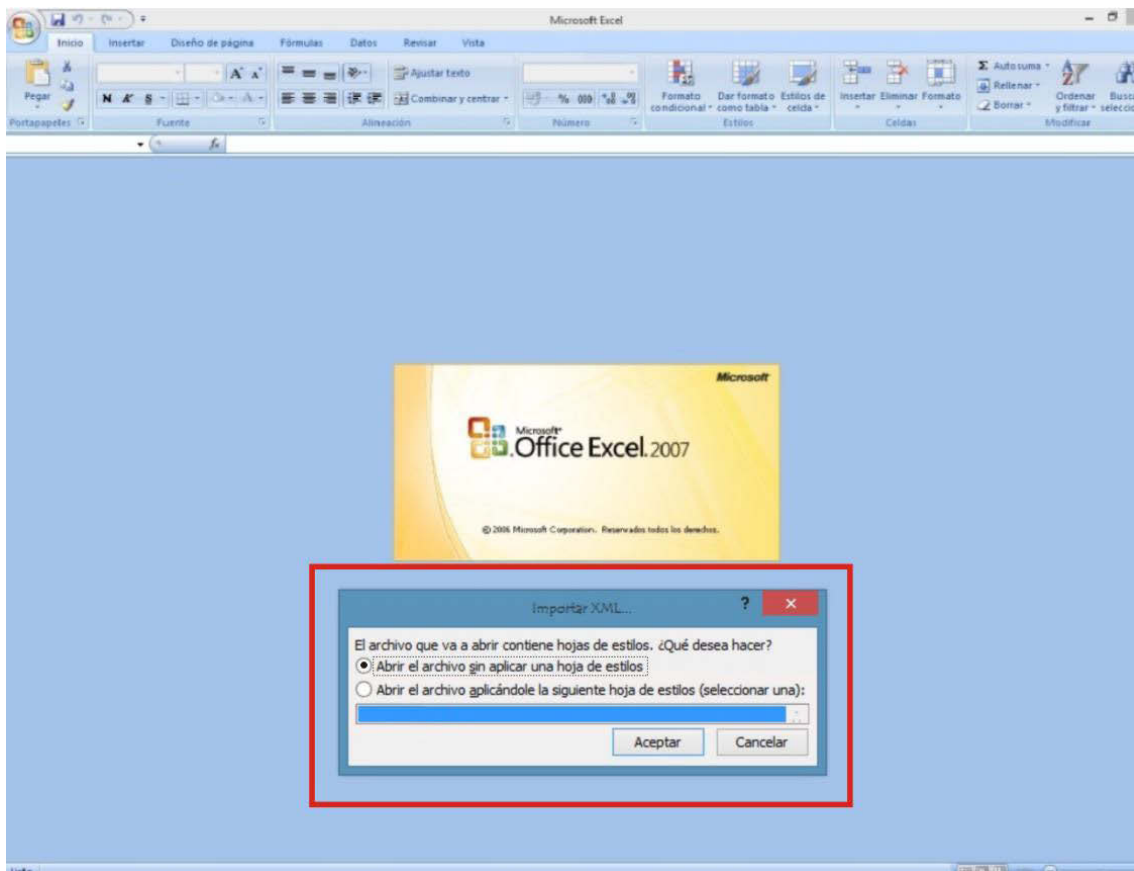 Microsoft Excel
Inicio Insertar Diseño de página Fórmulas Datos Revisar Vista
Pegar
N K S
A A
Ajustar texto
Combinar y centrar
% 000
Formato condicional
Dar formato como tabla
Estilos de celda
Insertar Eliminar Formato
Σ Autosuma
Rellenar
Borrar
Ordenar y filtrar
Portapapeles Fuente Alineación Número Estilos Celdas Modificar
fx
Microsoft
Microsoft
Office Excel 2007
© 2006 Microsoft Corporation. Reservados todos los derechos.
Importar XML...
?
El archivo que va a abrir contiene hojas de estilos. ¿Qué desea hacer?
Abrir el archivo sin aplicar una hoja de estilos
Abrir el archivo aplicándole la siguiente hoja de estilos (seleccionar una):
Aceptar Cancelar